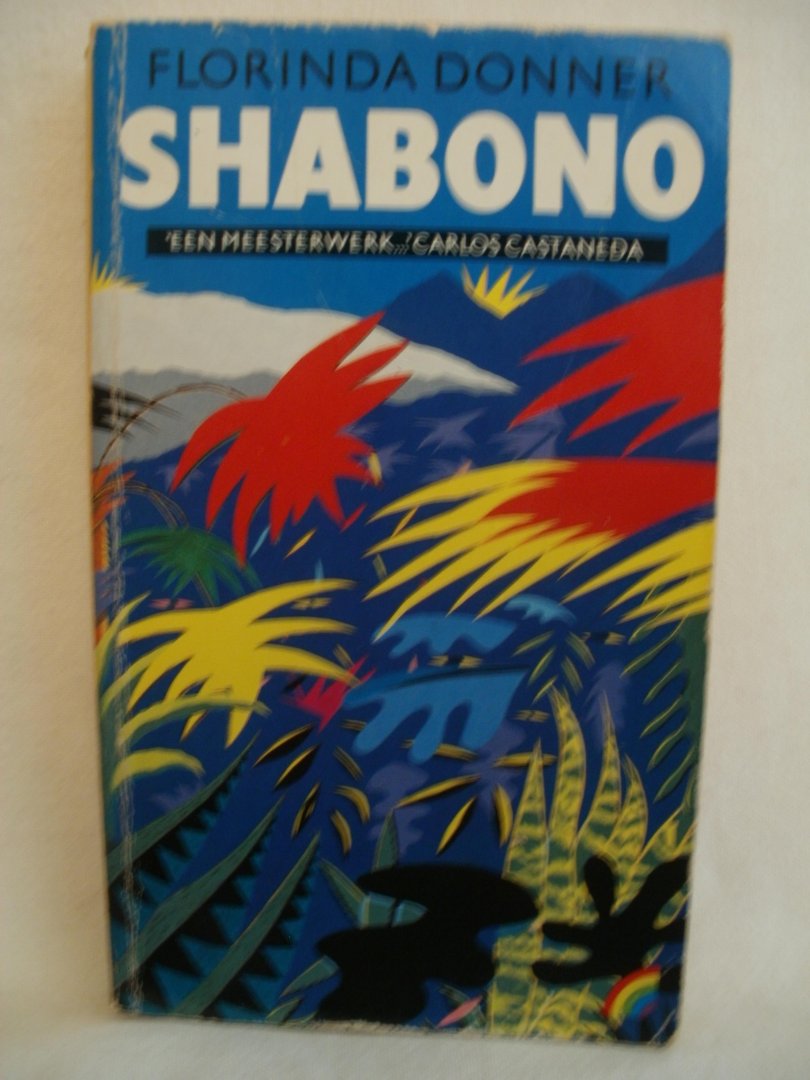 FLORINDA DONNER
SHABONO
'EEN MEESTERWERK...' CARLOS CASTANEDA